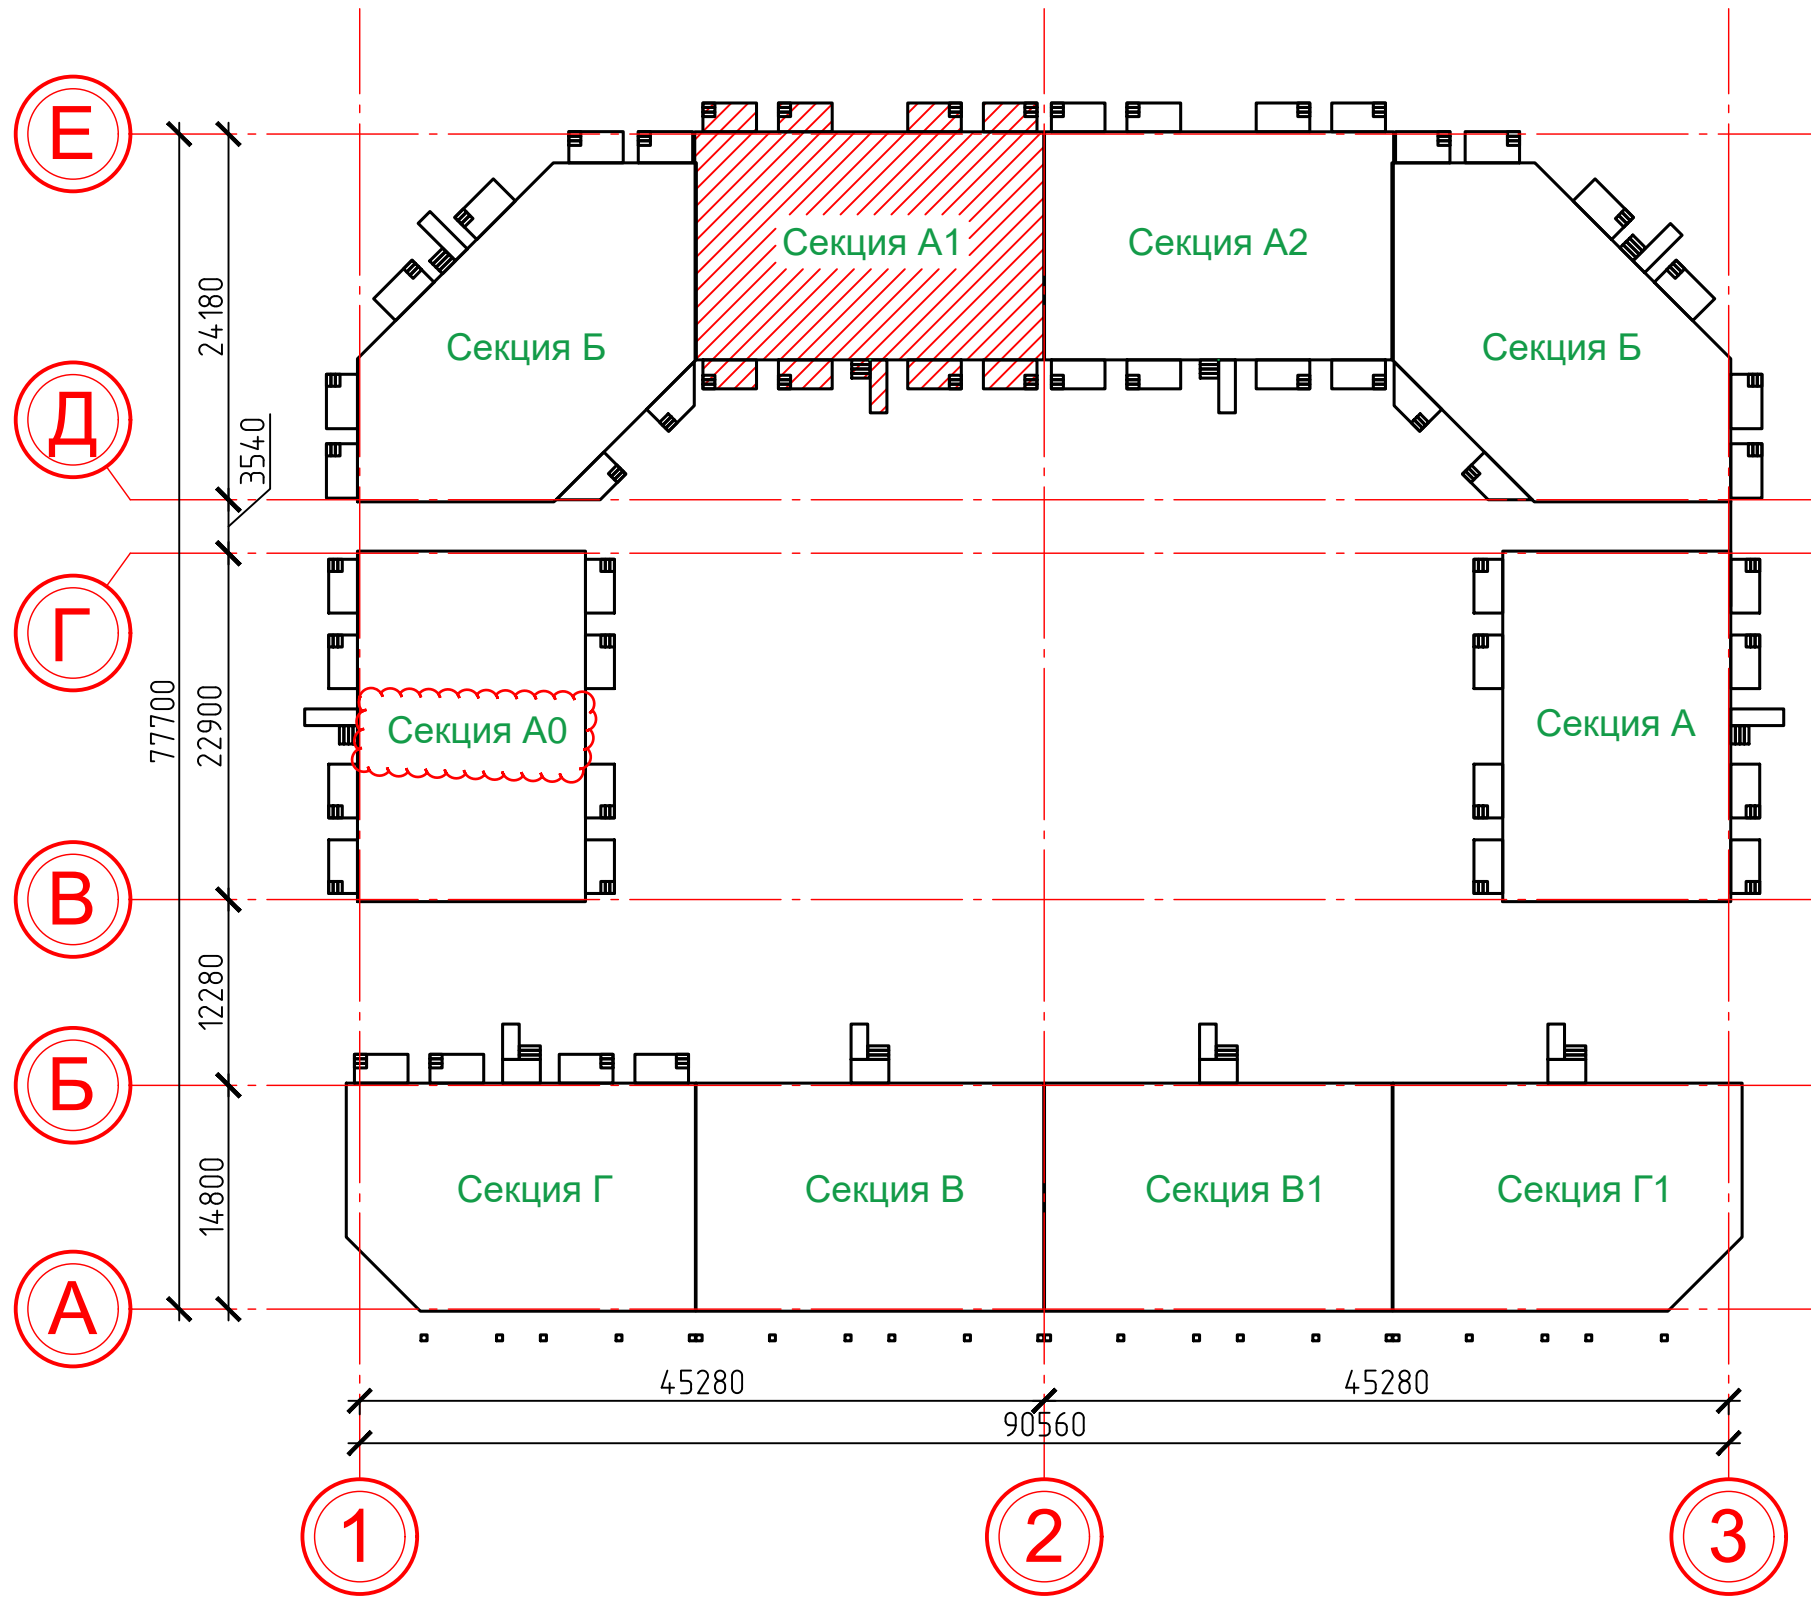 Е
Секция А1
Секция А2
24180
Секция Б
Секция Б
Д
3540
Г
77700
22900
Секция А0
Секция А
В
12280
Б
14800
Секция Г
Секция В
Секция В1
Секция Г1
А
45280
45280
90560
1
2
3